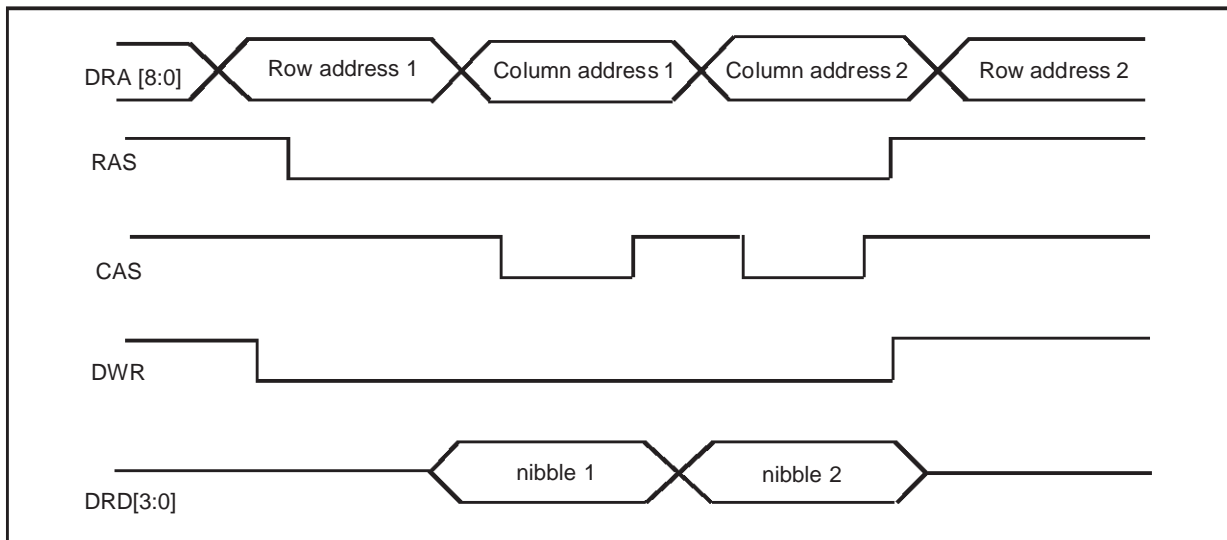 DRA [8:0]
Row address 1
Column address 1
Column address 2
Row address 2
RAS
CAS
DWR
nibble 1
nibble 2
DRD[3:0]